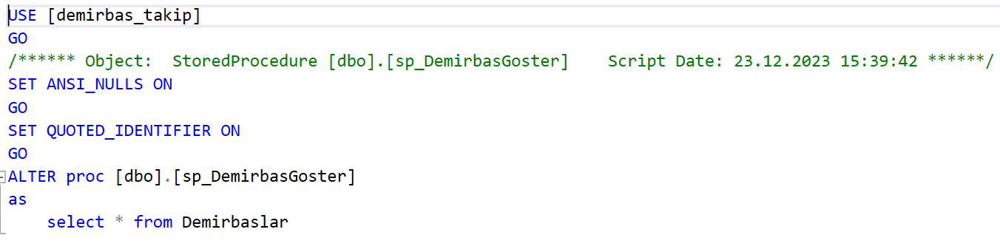 USE [demirbas_takip]
GO
/****** Object:  StoredProcedure [dbo].[sp_DemirbasGoster]    Script Date: 23.12.2023 15:39:42 ******/
SET ANSI_NULLS ON
GO
SET QUOTED_IDENTIFIER ON
GO
ALTER proc [dbo].[sp_DemirbasGoster]
as
    select * from Demirbaslar